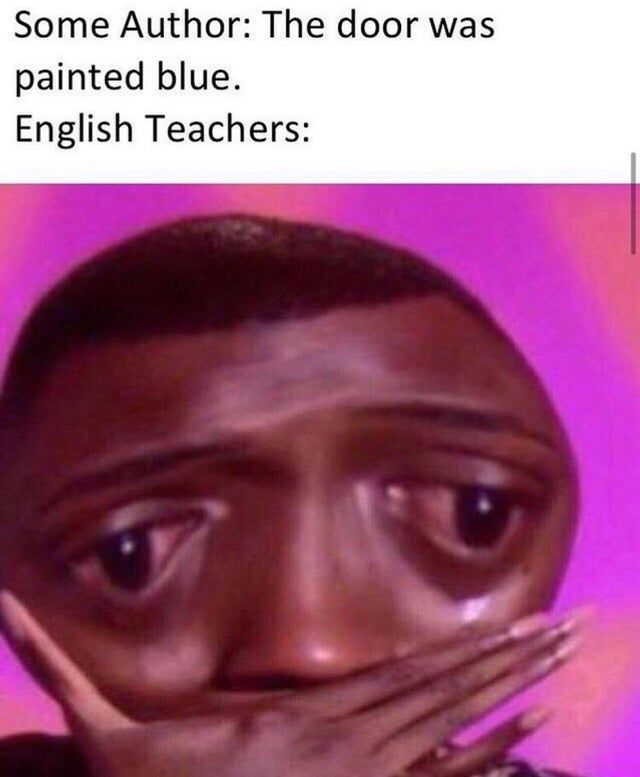 Some Author: The door was
painted blue.
English Teachers: